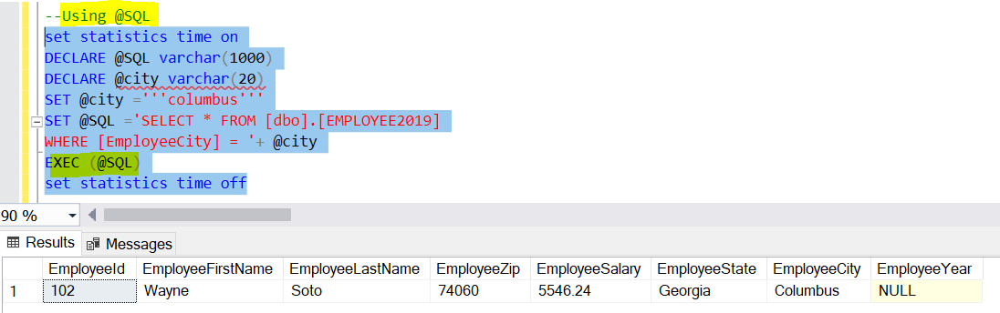 --Using @SQL
set statistics time on
DECLARE @SQL varchar(1000)
DECLARE @city varchar(20)
SET @city ='''columbus'''
SET @SQL ='SELECT * FROM [dbo].[EMPLOYEE2019]
WHERE [EmployeeCity] = '+ @city
EXEC (@SQL)
set statistics time off
90 %
Results Messages
EmployeeId EmployeeFirstName EmployeeLastName EmployeeZip EmployeeSalary EmployeeState EmployeeCity EmployeeYear
1 102 Wayne Soto 74060 5546.24 Georgia Columbus NULL